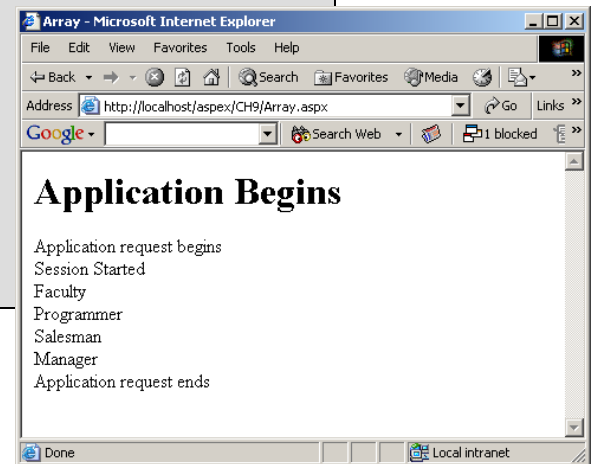 Array - Microsoft Internet Explorer
File Edit View Favorites Tools Help
Back Search Favorites Media »
Address http://localhost/aspex/CH9/Array.aspx Go Links »
Google Search Web 1 blocked »
Application Begins
Application request begins
Session Started
Faculty
Programmer
Salesman
Manager
Application request ends
Done Local intranet